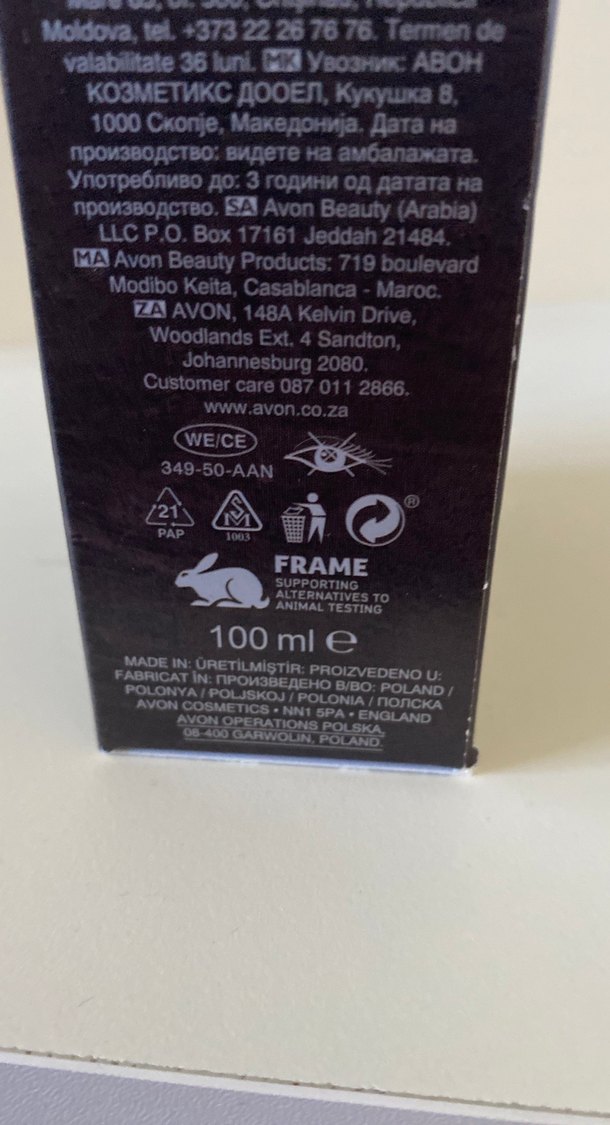 Moldova, tel. +373 22 26 76 76. Termen de
valabilitate 36 luni. MK Увозник: АВОН
КОЗМЕТИКС ДООЕЛ, Кукушка 8,
1000 Скопје, Македонија. Дата на
производство: видете на амбалажата.
Употребливо до: 3 години од датата на
производство. SA Avon Beauty (Arabia)
LLC P.O. Box 17161 Jeddah 21484.
MA Avon Beauty Products: 719 boulevard
Modibo Keita, Casablanca - Maroc.
ZA AVON, 148A Kelvin Drive,
Woodlands Ext. 4 Sandton,
Johannesburg 2080.
Customer care 087 011 2866.
www.avon.co.za
WE/CE
349-50-AAN
21
PAP
1003
®
FRAME
SUPPORTING
ALTERNATIVES TO
ANIMAL TESTING
100 ml e
MADE IN: ÜRETİLMİŞTİR: PROIZVEDENO U:
FABRICAT ÎN: ПРОИЗВЕДЕНО В/ВО: POLAND /
POLONYA / POLJSKOJ / POLONIA / ПОЛСКА
AVON COSMETICS • NN1 5PA • ENGLAND
AVON OPERATIONS POLSKA,
08-400 GARWOLIN, POLAND.